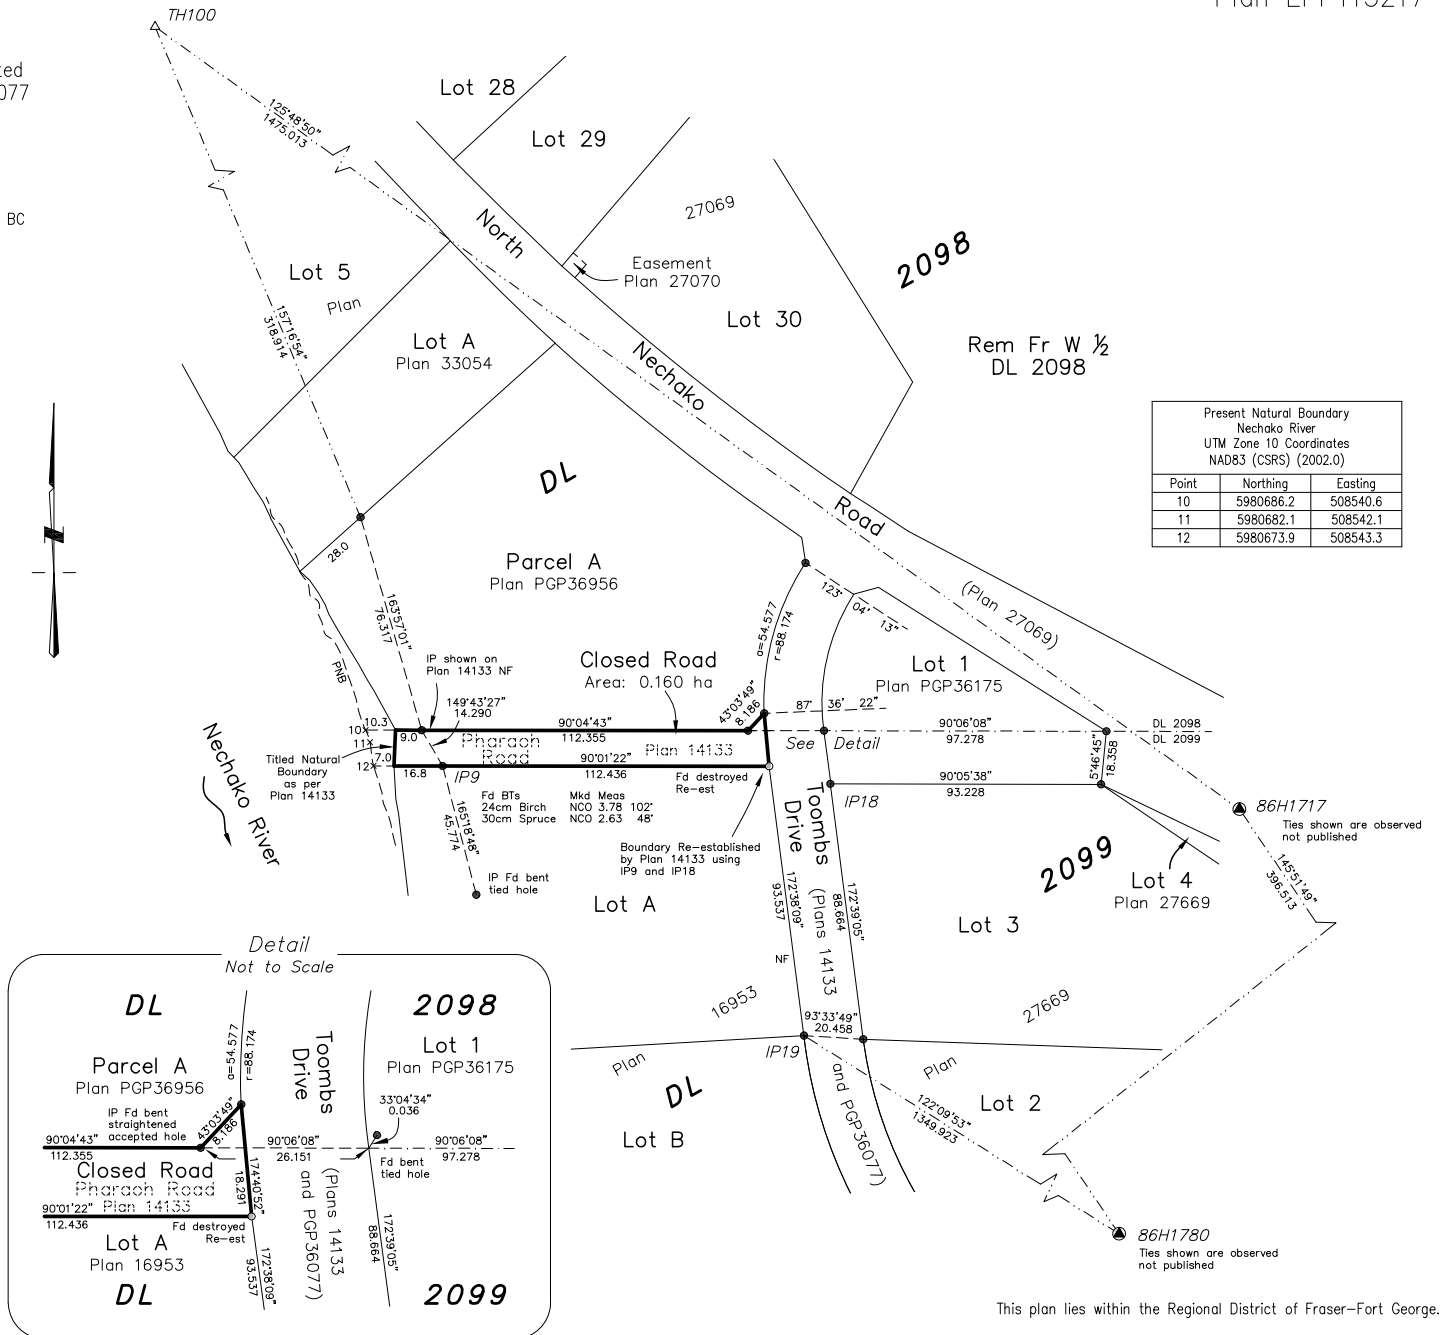 TH100
077
BC
Lot 28
125°48'50"
1475.013
Lot 29
27069
North
Easement
Plan 27070
2098
Lot 5
Plan
157°16'54"
318.914
Lot A
Plan 33054
Lot 30
Nechako
Rem Fr W ½
DL 2098
Present Natural Boundary
Nechako River
UTM Zone 10 Coordinates
NAD83 (CSRS) (2002.0)
Point Northing Easting
10 5980686.2 508540.6
11 5980682.1 508542.1
12 5980673.9 508543.3
N
DL
Road
28.0
Parcel A
Plan PGP36956
163°57'01"
76.317
a=54.577
r=88.174
123° 04' 13"
(Plan 27069)
PNB
IP shown on
Plan 14133 NF
Closed Road
Area: 0.160 ha
Lot 1
Plan PGP36175
149°43'27"
14.290
43°03'49"
8.186
87° 36' 22"
10 10.3
9.0
90°04'43"
112.355
90°06'08"
97.278
DL 2098
DL 2099
11
Pharaoh
Road
Plan 14133
See Detail
5°46'45"
18.358
Nechako River
Titled Natural
Boundary
as per
Plan 14133
7.0
12
16.8
IP9
90°01'22"
112.436
Fd destroyed
Re-est
90°05'38"
93.228
IP18
Fd BTs Mkd Meas
24cm Birch NCO 3.78 102°
30cm Spruce NCO 2.63 48°
Toombs
Drive
86H1717
Ties shown are observed
not published
165°18'48"
45.774
Boundary Re-established
by Plan 14133 using
IP9 and IP18
2099
IP Fd bent
tied hole
Lot A
172°38'09"
93.537
(Plans 14133
172°39'05"
88.664
Lot 4
Plan 27669
145°51'49"
396.513
Lot 3
NF
16953
27669
93°33'49"
20.458
IP19
Plan
Plan
DL
Lot B
and PGP36077)
122°09'53"
1349.923
Lot 2
86H1780
Ties shown are observed
not published
Detail
Not to Scale
DL
2098
a=54.577
r=88.174
Toombs
Drive
Parcel A
Plan PGP36956
Lot 1
Plan PGP36175
IP Fd bent
straightened
accepted hole
43°03'49"
8.186
33°04'34"
0.036
90°04'43"
112.355
90°06'08"
26.151
90°06'08"
97.278
Closed Road
Pharaoh Road
Plan 14133
18.291
174°40'52"
Fd bent
tied hole
(Plans 14133
and PGP36077)
90°01'22"
112.436
Fd destroyed
Re-est
Lot A
Plan 16953
172°38'09"
93.537
172°39'05"
88.664
DL
2099
This plan lies within the Regional District of Fraser-Fort George.